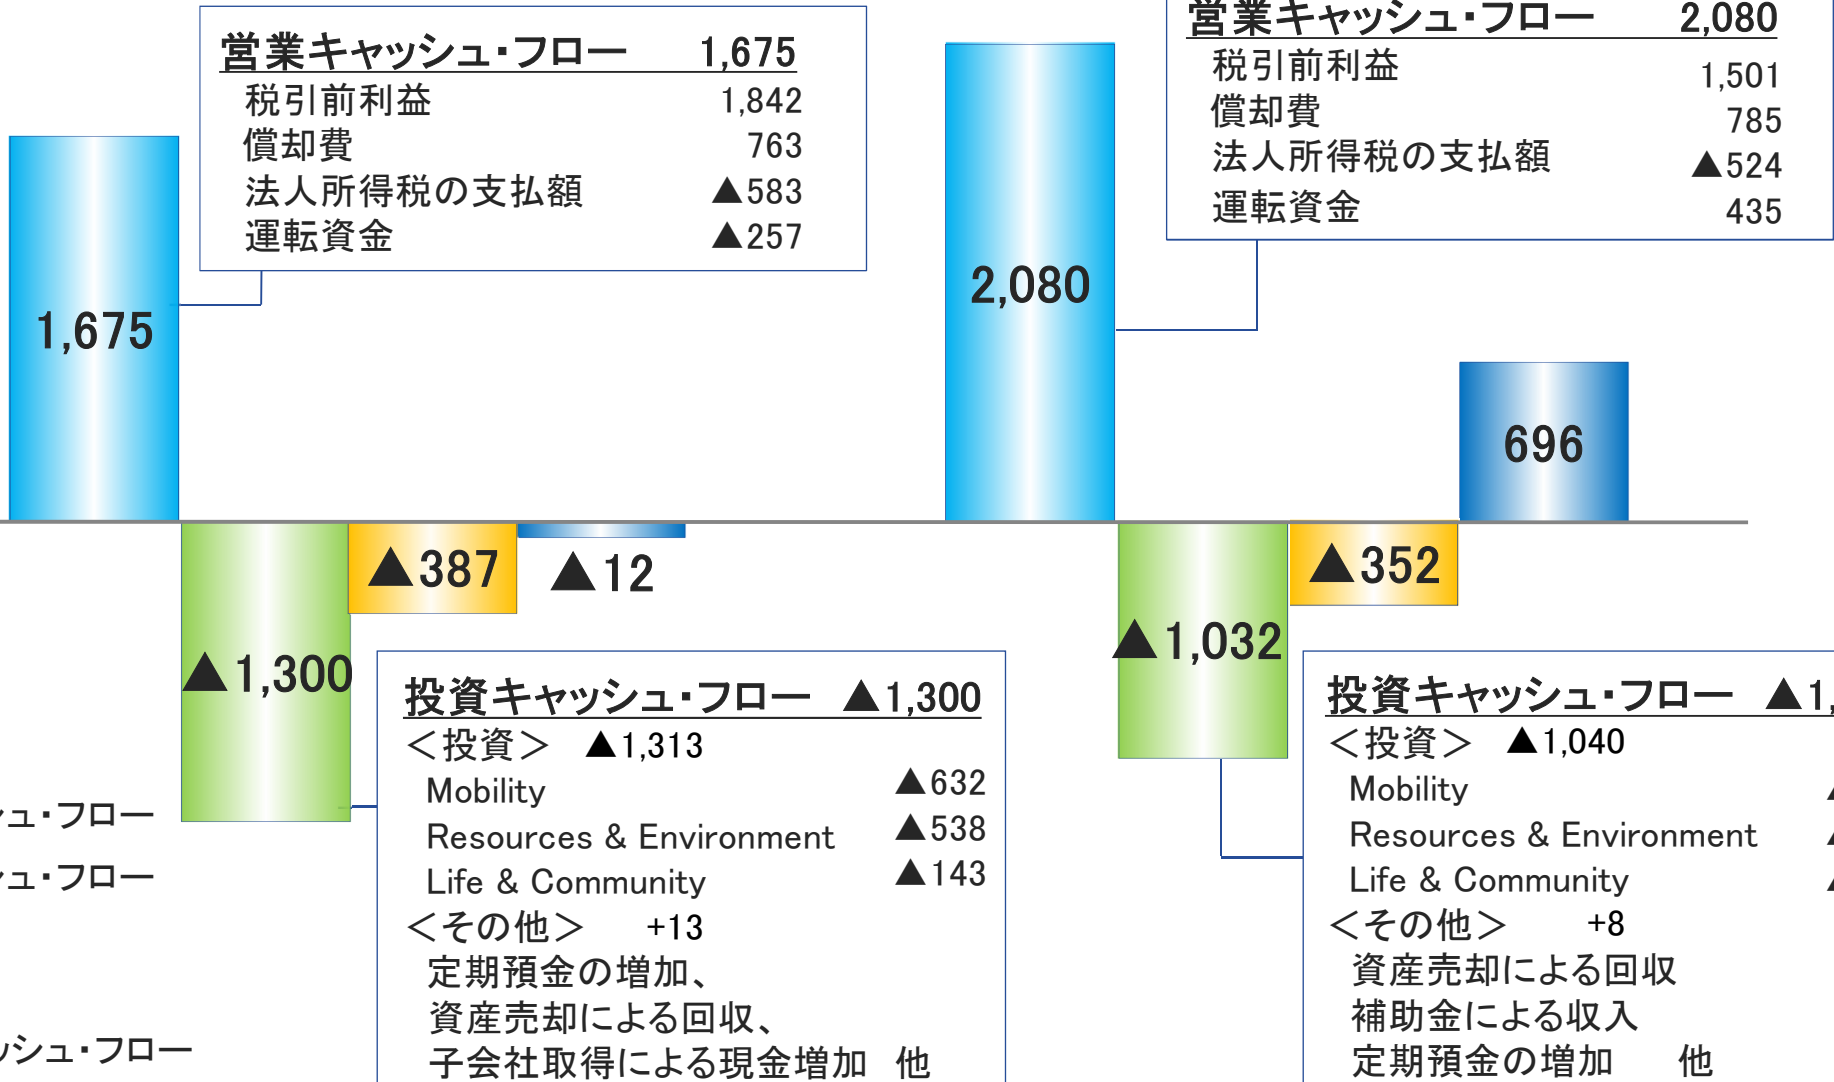 営業キャッシュ・フロー 1,675
税引前利益 1,842
償却費 763
法人所得税の支払額 ▲583
運転資金 ▲257
営業キャッシュ・フロー 2,080
税引前利益 1,501
償却費 785
法人所得税の支払額 ▲524
運転資金 435
1,675
2,080
696
▲387
▲12
▲352
▲1,300
▲1,032
投資キャッシュ・フロー ▲1,300
＜投資＞ ▲1,313
Mobility ▲632
Resources & Environment ▲538
Life & Community ▲143
＜その他＞ +13
定期預金の増加、
資産売却による回収、
子会社取得による現金増加 他
投資キャッシュ・フロー ▲1,
＜投資＞ ▲1,040
Mobility
Resources & Environment
Life & Community
＜その他＞ +8
資産売却による回収
補助金による収入
定期預金の増加 他
シュ・フロー
シュ・フロー
ッシュ・フロー